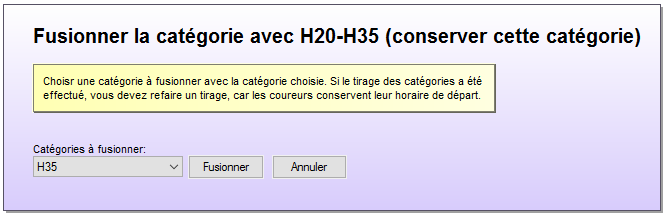 Fusionner la catégorie avec H20-H35 (conserver cette catégorie)
Choisr une catégorie à fusionner avec la catégorie choisie. Si le tirage des catégories a été
effectué, vous devez refaire un tirage, car les coureurs conservent leur horaire de départ.
Catégories à fusionner:
H35 Fusionner Annuler